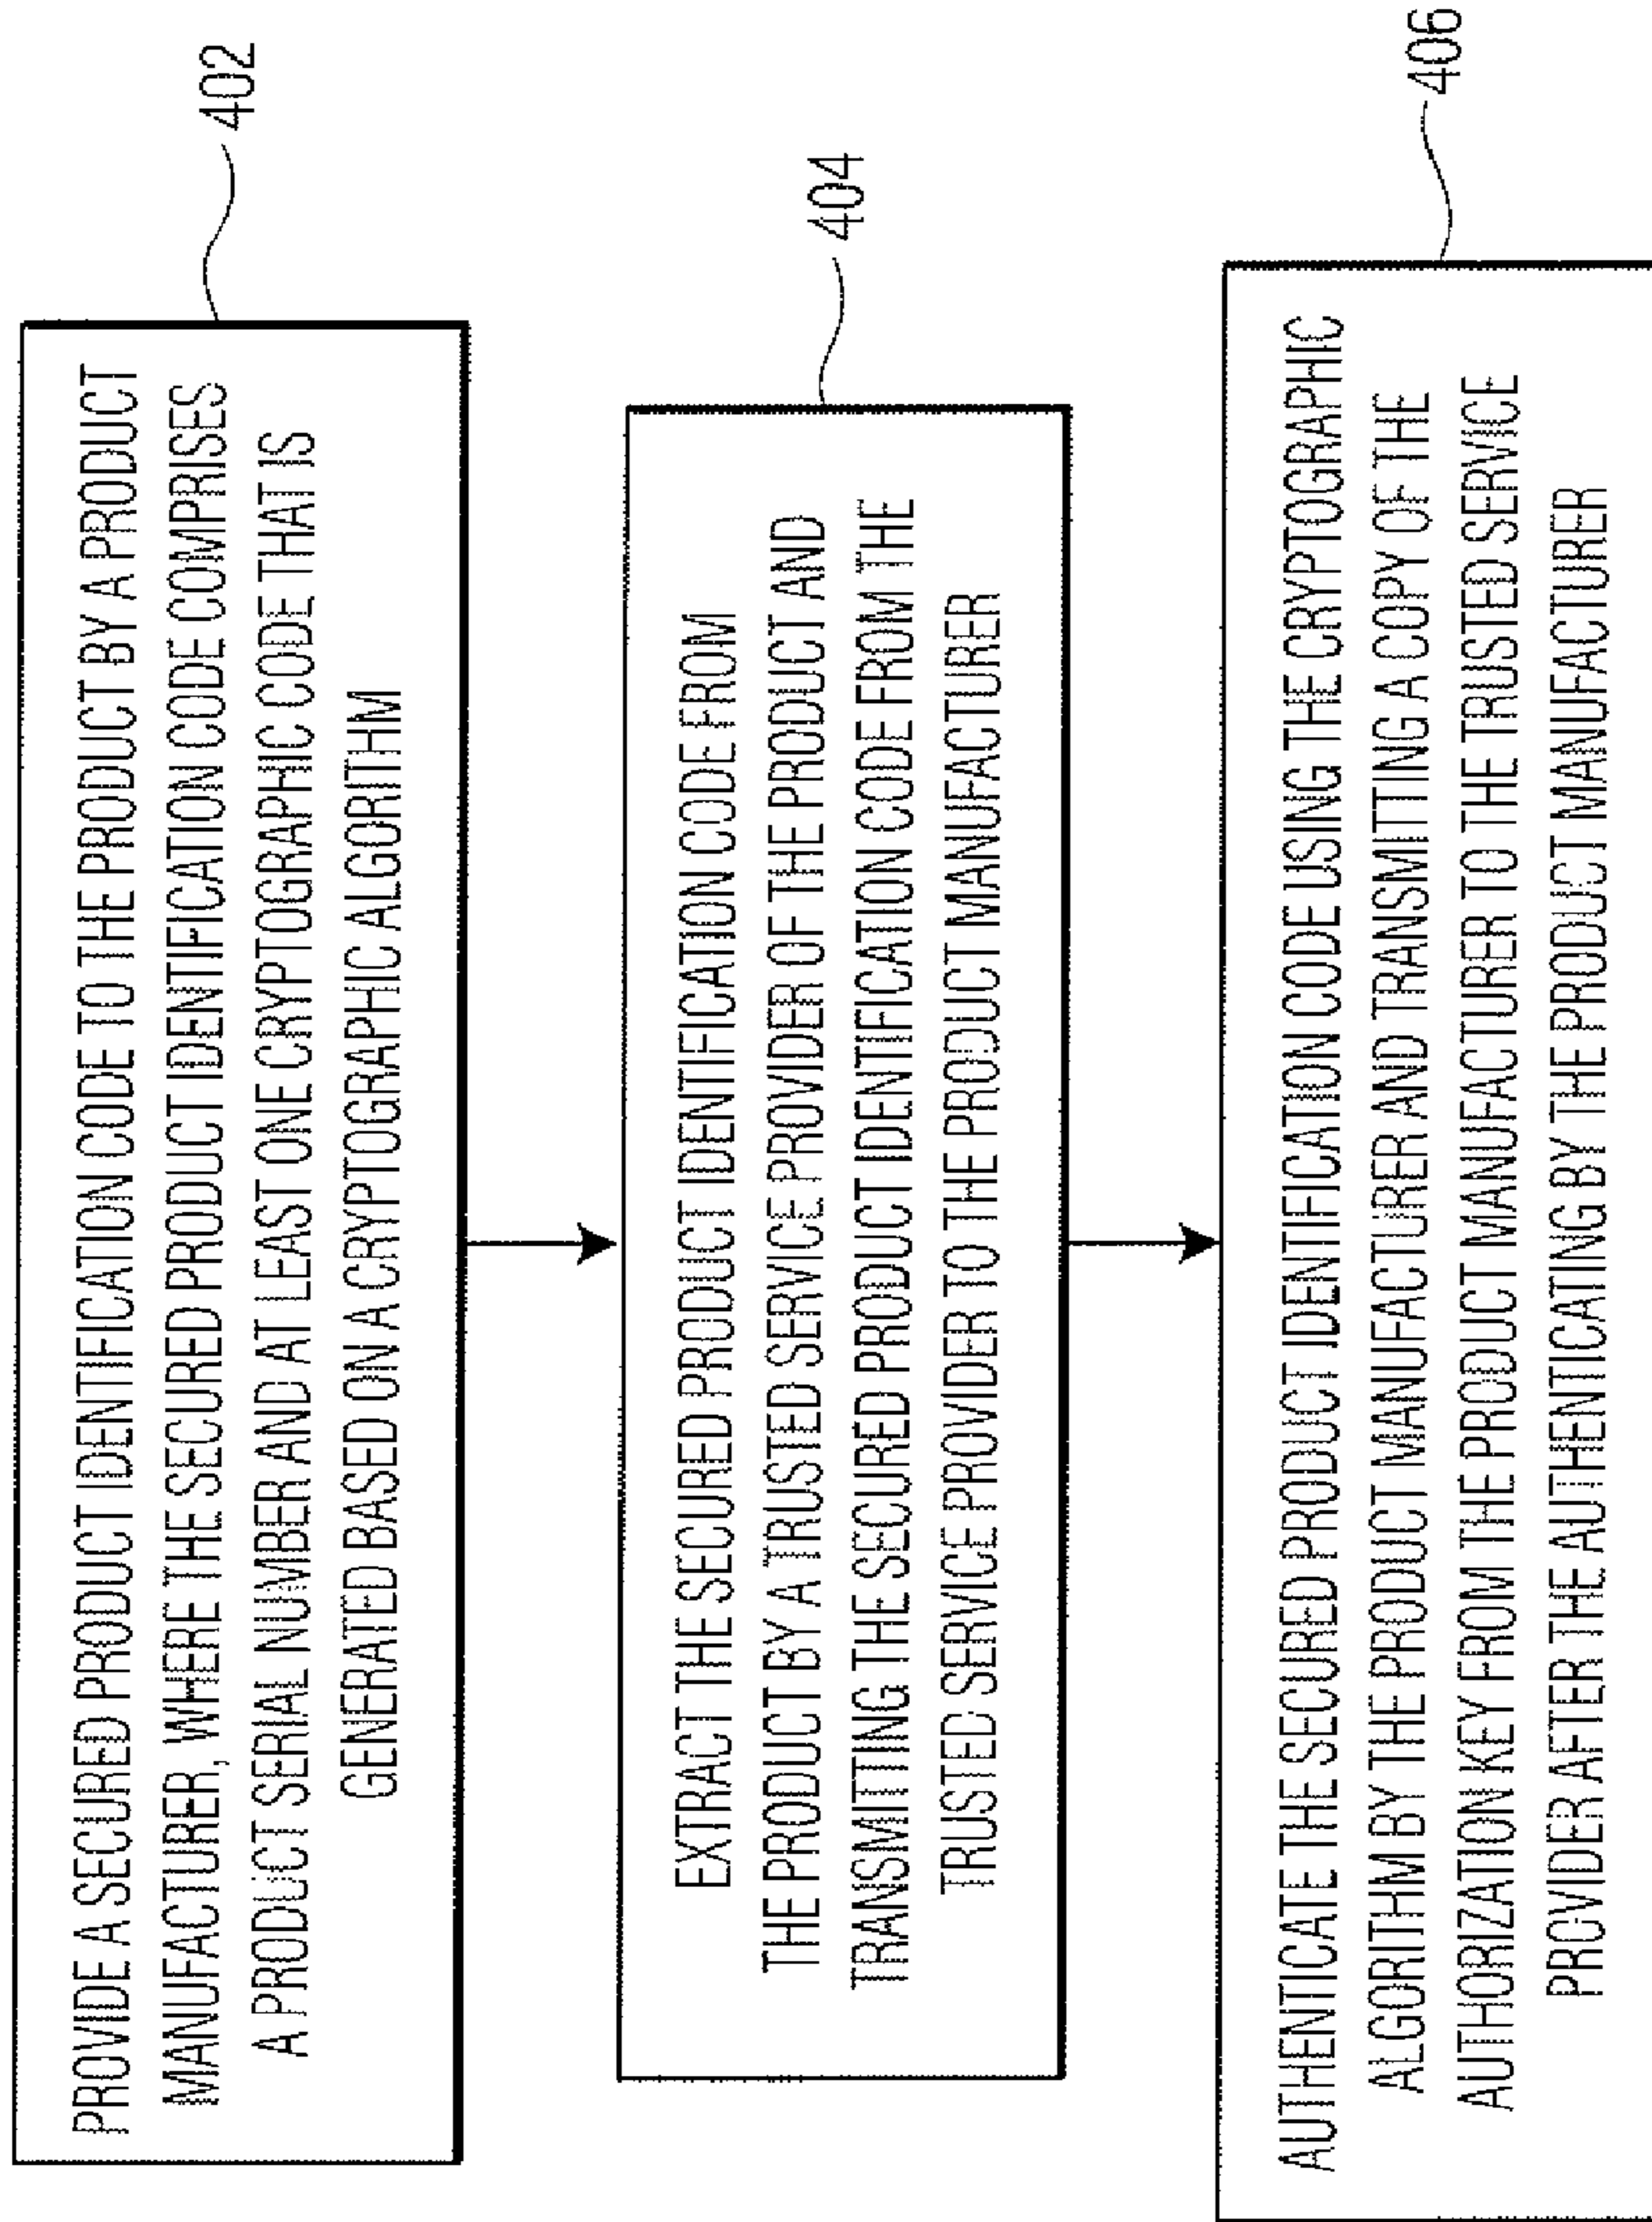 PROVIDE A SECURED PRODUCT IDENTIFICATION CODE TO THE PRODUCT BY A PRODUCT
MANUFACTURER, WHERE THE SECURED PRODUCT IDENTIFICATION CODE COMPRISES
A PRODUCT SERIAL NUMBER AND AT LEAST ONE CRYPTOGRAPHIC CODE THAT IS
GENERATED BASED ON A CRYPTOGRAPHIC ALGORITHM
402
EXTRACT THE SECURED PRODUCT IDENTIFICATION CODE FROM
THE PRODUCT BY A TRUSTED SERVICE PROVIDER OF THE PRODUCT AND
TRANSMITTING THE SECURED PRODUCT IDENTIFICATION CODE FROM THE
TRUSTED SERVICE PROVIDER TO THE PRODUCT MANUFACTURER
404
AUTHENTICATE THE SECURED PRODUCT IDENTIFICATION CODE USING THE CRYPTOGRAPHIC
ALGORITHM BY THE PRODUCT MANUFACTURER AND TRANSMITTING A COPY OF THE
AUTHORIZATION KEY FROM THE PRODUCT MANUFACTURER TO THE TRUSTED SERVICE
PROVIDER AFTER THE AUTHENTICATING BY THE PRODUCT MANUFACTURER
406